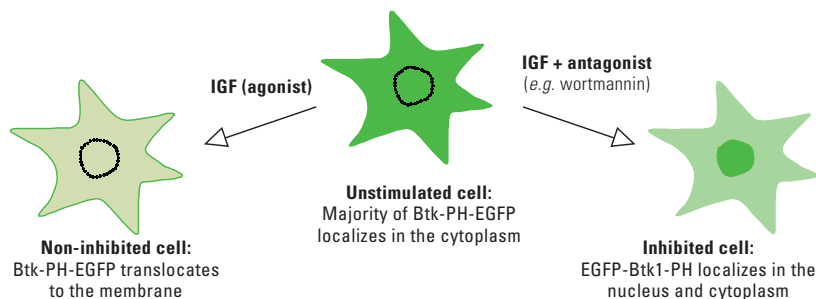 IGF (agonist)
IGF + antagonist
(e.g. wortmannin)
Unstimulated cell:
Majority of Btk-PH-EGFP
localizes in the cytoplasm
Non-inhibited cell:
Btk-PH-EGFP translocates
to the membrane
Inhibited cell:
EGFP-Btk1-PH localizes in the
nucleus and cytoplasm